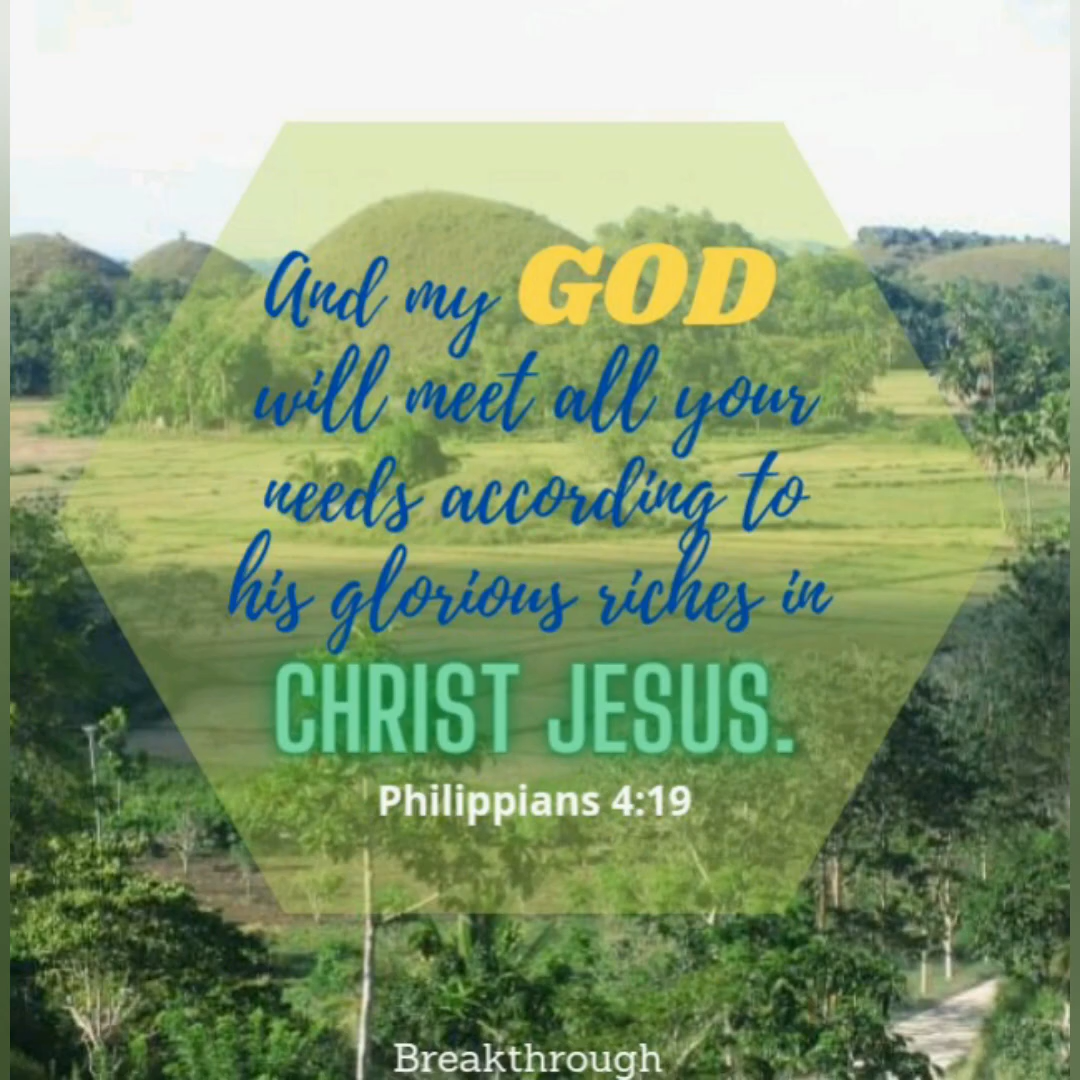 And my GOD
will meet all your
needs according to
his glorious riches in
CHRIST JESUS.
Philippians 4:19
Breakthrough